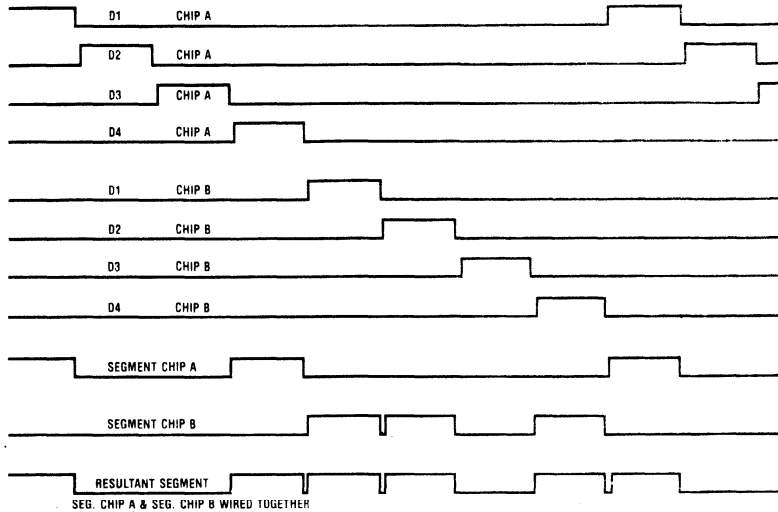 D1 CHIP A
D2 CHIP A
D3 CHIP A
D4 CHIP A
D1 CHIP B
D2 CHIP B
D3 CHIP B
D4 CHIP B
SEGMENT CHIP A
SEGMENT CHIP B
RESULTANT SEGMENT
SEG. CHIP A & SEG. CHIP B WIRED TOGETHER